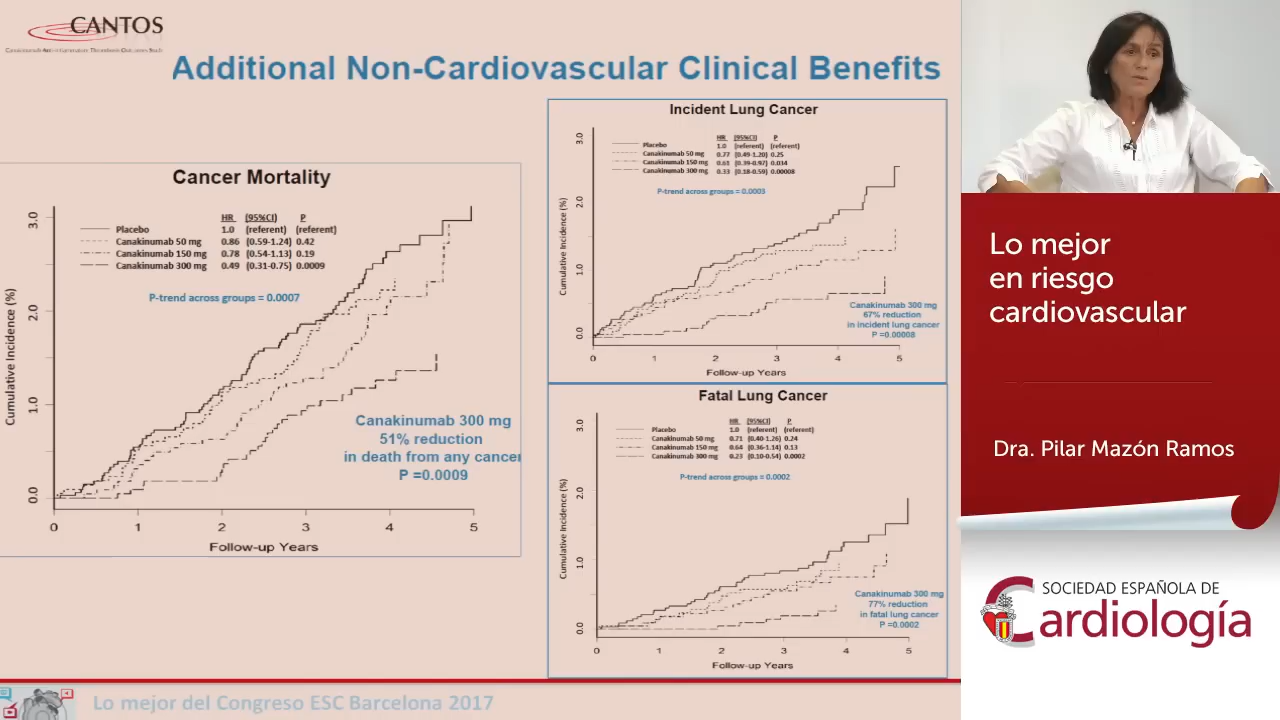 CANTOS
Canakinumab Anti-inflammatory Thrombosis Outcomes Study
Additional Non-Cardiovascular Clinical Benefits
Cancer Mortality
HR (95%CI) P
Placebo 1.0 (referent) (referent)
Canakinumab 50 mg 0.86 (0.59-1.24) 0.42
Canakinumab 150 mg 0.78 (0.54-1.13) 0.19
Canakinumab 300 mg 0.49 (0.31-0.75) 0.0009
P-trend across groups = 0.0007
Cumulative Incidence (%)
3.0
2.0
1.0
0.0
Canakinumab 300 mg
51% reduction
in death from any cancer
P =0.0009
0 1 2 3 4 5
Follow-up Years
Incident Lung Cancer
HR (95%CI) P
Placebo 1.0 (referent) (referent)
Canakinumab 50 mg 0.77 (0.49-1.20) 0.25
Canakinumab 150 mg 0.61 (0.39-0.97) 0.034
Canakinumab 300 mg 0.33 (0.18-0.59) 0.00008
P-trend across groups = 0.0003
Cumulative Incidence (%)
3.0
2.0
1.0
0.0
Canakinumab 300 mg
67% reduction
in incident lung cancer
P =0.00008
0 1 2 3 4 5
Follow-up Years
Fatal Lung Cancer
HR (95%CI) P
Placebo 1.0 (referent) (referent)
Canakinumab 50 mg 0.71 (0.40-1.26) 0.24
Canakinumab 150 mg 0.64 (0.36-1.14) 0.13
Canakinumab 300 mg 0.23 (0.10-0.54) 0.0002
P-trend across groups = 0.0002
Cumulative Incidence (%)
3.0
2.0
1.0
0.0
Canakinumab 300 mg
77% reduction
in fatal lung cancer
P =0.0002
0 1 2 3 4 5
Follow-up Years
Lo mejor del Congreso ESC Barcelona 2017
Lo mejor
en riesgo
cardiovascular
Dra. Pilar Mazón Ramos
SOCIEDAD ESPAÑOLA DE
Cardiología